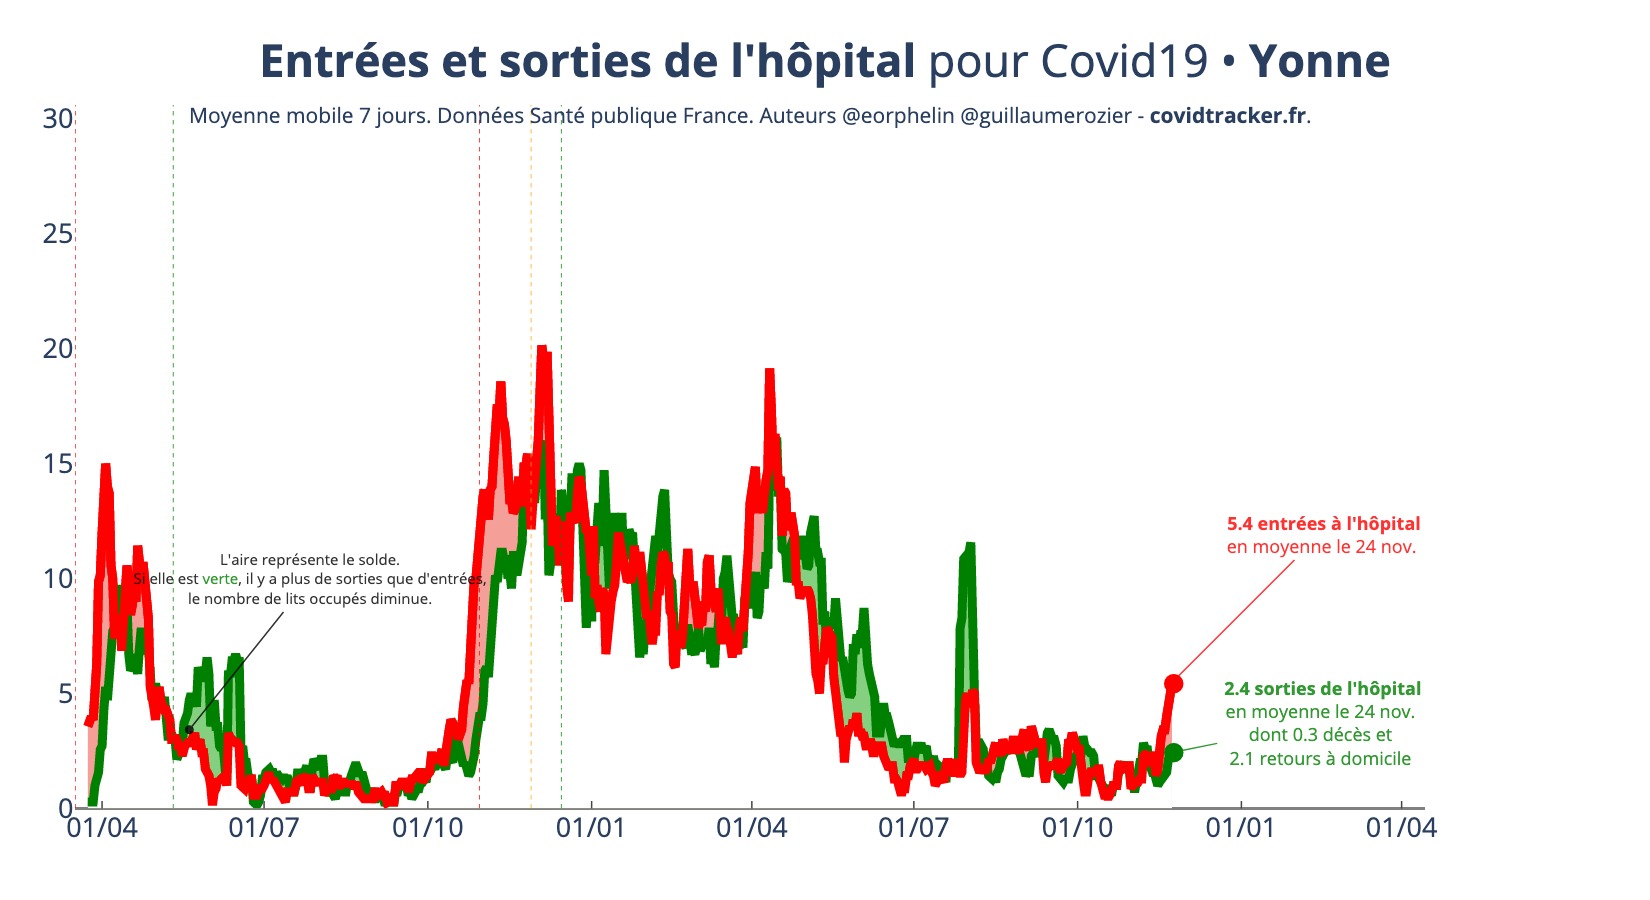 Entrées et sorties de l'hôpital pour Covid19 • Yonne
Moyenne mobile 7 jours. Données Santé publique France. Auteurs @eorphelin @guillaumerozier - covidtracker.fr.
30
25
20
15
10
5
0
L'aire représente le solde.
Si elle est verte, il y a plus de sorties que d'entrées,
le nombre de lits occupés diminue.
5.4 entrées à l'hôpital
en moyenne le 24 nov.
2.4 sorties de l'hôpital
en moyenne le 24 nov.
dont 0.3 décès et
2.1 retours à domicile
01/04 01/07 01/10 01/01 01/04 01/07 01/10 01/01 01/04